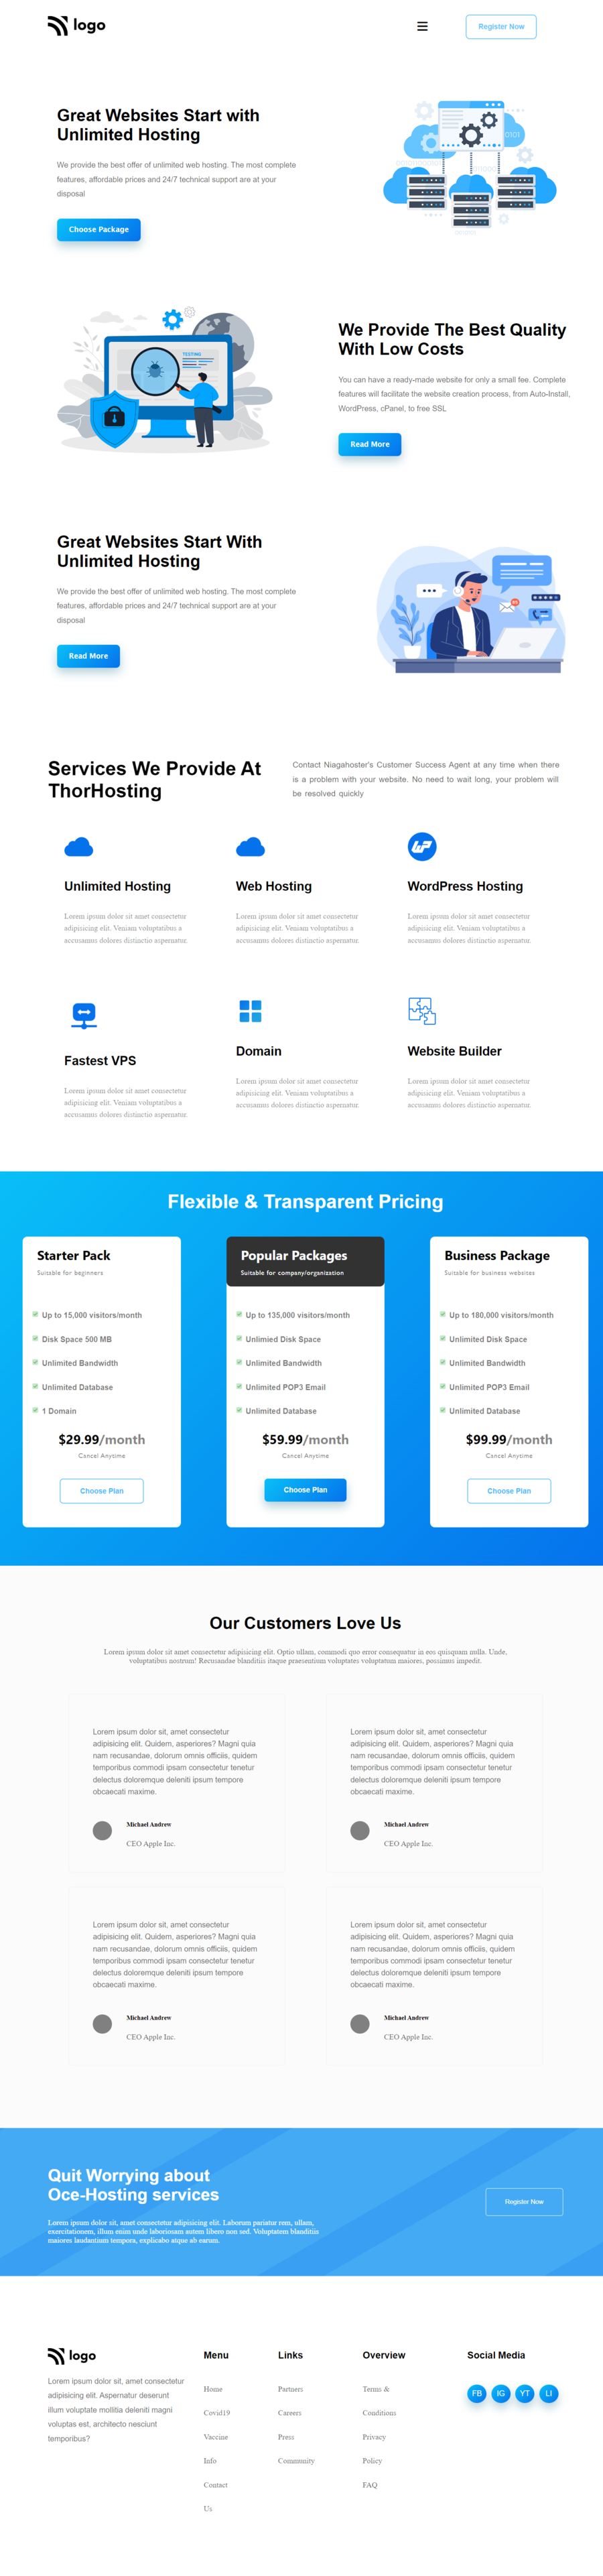 logo
Register Now
Great Websites Start with
Unlimited Hosting
We provide the best offer of unlimited web hosting. The most complete
features, affordable prices and 24/7 technical support are at your
disposal
Choose Package
TESTING
We Provide The Best Quality
With Low Costs
You can have a ready-made website for only a small fee. Complete
features will facilitate the website creation process, from Auto-Install,
WordPress, cPanel, to free SSL
Read More
Great Websites Start With
Unlimited Hosting
We provide the best offer of unlimited web hosting. The most complete
features, affordable prices and 24/7 technical support are at your
disposal
Read More
Services We Provide At
ThorHosting
Contact Niagahoster's Customer Success Agent at any time when there
is a problem with your website. No need to wait long, your problem will
be resolved quickly
Unlimited Hosting
Lorem ipsum dolor sit amet consectetur
adipisicing elit. Veniam voluptatibus a
accusamus dolores distinctio aspernatur.
Web Hosting
Lorem ipsum dolor sit amet consectetur
adipisicing elit. Veniam voluptatibus a
accusamus dolores distinctio aspernatur.
WordPress Hosting
Lorem ipsum dolor sit amet consectetur
adipisicing elit. Veniam voluptatibus a
accusamus dolores distinctio aspernatur.
Fastest VPS
Lorem ipsum dolor sit amet consectetur
adipisicing elit. Veniam voluptatibus a
accusamus dolores distinctio aspernatur.
Domain
Lorem ipsum dolor sit amet consectetur
adipisicing elit. Veniam voluptatibus a
accusamus dolores distinctio aspernatur.
Website Builder
Lorem ipsum dolor sit amet consectetur
adipisicing elit. Veniam voluptatibus a
accusamus dolores distinctio aspernatur.
Flexible & Transparent Pricing
Starter Pack
Suitable for beginners
Up to 15,000 visitors/month
Disk Space 500 MB
Unlimited Bandwidth
Unlimited Database
1 Domain
$29.99/month
Cancel Anytime
Choose Plan
Popular Packages
Suitable for company/organization
Up to 135,000 visitors/month
Unlimied Disk Space
Unlimited Bandwidth
Unlimited POP3 Email
Unlimited Database
$59.99/month
Cancel Anytime
Choose Plan
Business Package
Suitable for business websites
Up to 180,000 visitors/month
Unlimited Disk Space
Unlimited Bandwidth
Unlimited POP3 Email
Unlimited Database
$99.99/month
Cancel Anytime
Choose Plan
Our Customers Love Us
Lorem ipsum dolor sit amet consectetur adipisicing elit. Optio ullam, commodi quo error consequatur in eos quisquam nulla. Unde,
voluptatibus nostrum! Recusandae blanditiis itaque praesentium voluptates voluptatum maiores, possimus impedit.
Lorem ipsum dolor sit, amet consectetur
adipisicing elit. Quidem, asperiores? Magni quia
nam recusandae, dolorum omnis officiis, quidem
temporibus commodi ipsam consectetur tenetur
delectus doloremque deleniti ipsum tempore
obcaecati maxime.
Michael Andrew
CEO Apple Inc.
Lorem ipsum dolor sit, amet consectetur
adipisicing elit. Quidem, asperiores? Magni quia
nam recusandae, dolorum omnis officiis, quidem
temporibus commodi ipsam consectetur tenetur
delectus doloremque deleniti ipsum tempore
obcaecati maxime.
Michael Andrew
CEO Apple Inc.
Lorem ipsum dolor sit, amet consectetur
adipisicing elit. Quidem, asperiores? Magni quia
nam recusandae, dolorum omnis officiis, quidem
temporibus commodi ipsam consectetur tenetur
delectus doloremque deleniti ipsum tempore
obcaecati maxime.
Michael Andrew
CEO Apple Inc.
Lorem ipsum dolor sit, amet consectetur
adipisicing elit. Quidem, asperiores? Magni quia
nam recusandae, dolorum omnis officiis, quidem
temporibus commodi ipsam consectetur tenetur
delectus doloremque deleniti ipsum tempore
obcaecati maxime.
Michael Andrew
CEO Apple Inc.
Quit Worrying about
Oce-Hosting services
Lorem ipsum dolor sit, amet consectetur adipisicing elit. Laborum pariatur rem, ullam,
exercitationem, illum enim unde laboriosam autem libero non sed. Voluptatem blanditiis
maiores laudantium tempora, explicabo atque ab earum.
Register Now
logo
Lorem ipsum dolor sit, amet consectetur
adipisicing elit. Aspernatur deserunt
illum voluptate mollitia deleniti magni
voluptas est, architecto nesciunt
temporibus?
Menu
Home
Covid19
Vaccine
Info
Contact
Us
Links
Partners
Careers
Press
Community
Overview
Terms &
Conditions
Privacy
Policy
FAQ
Social Media
FB
IG
YT
LI